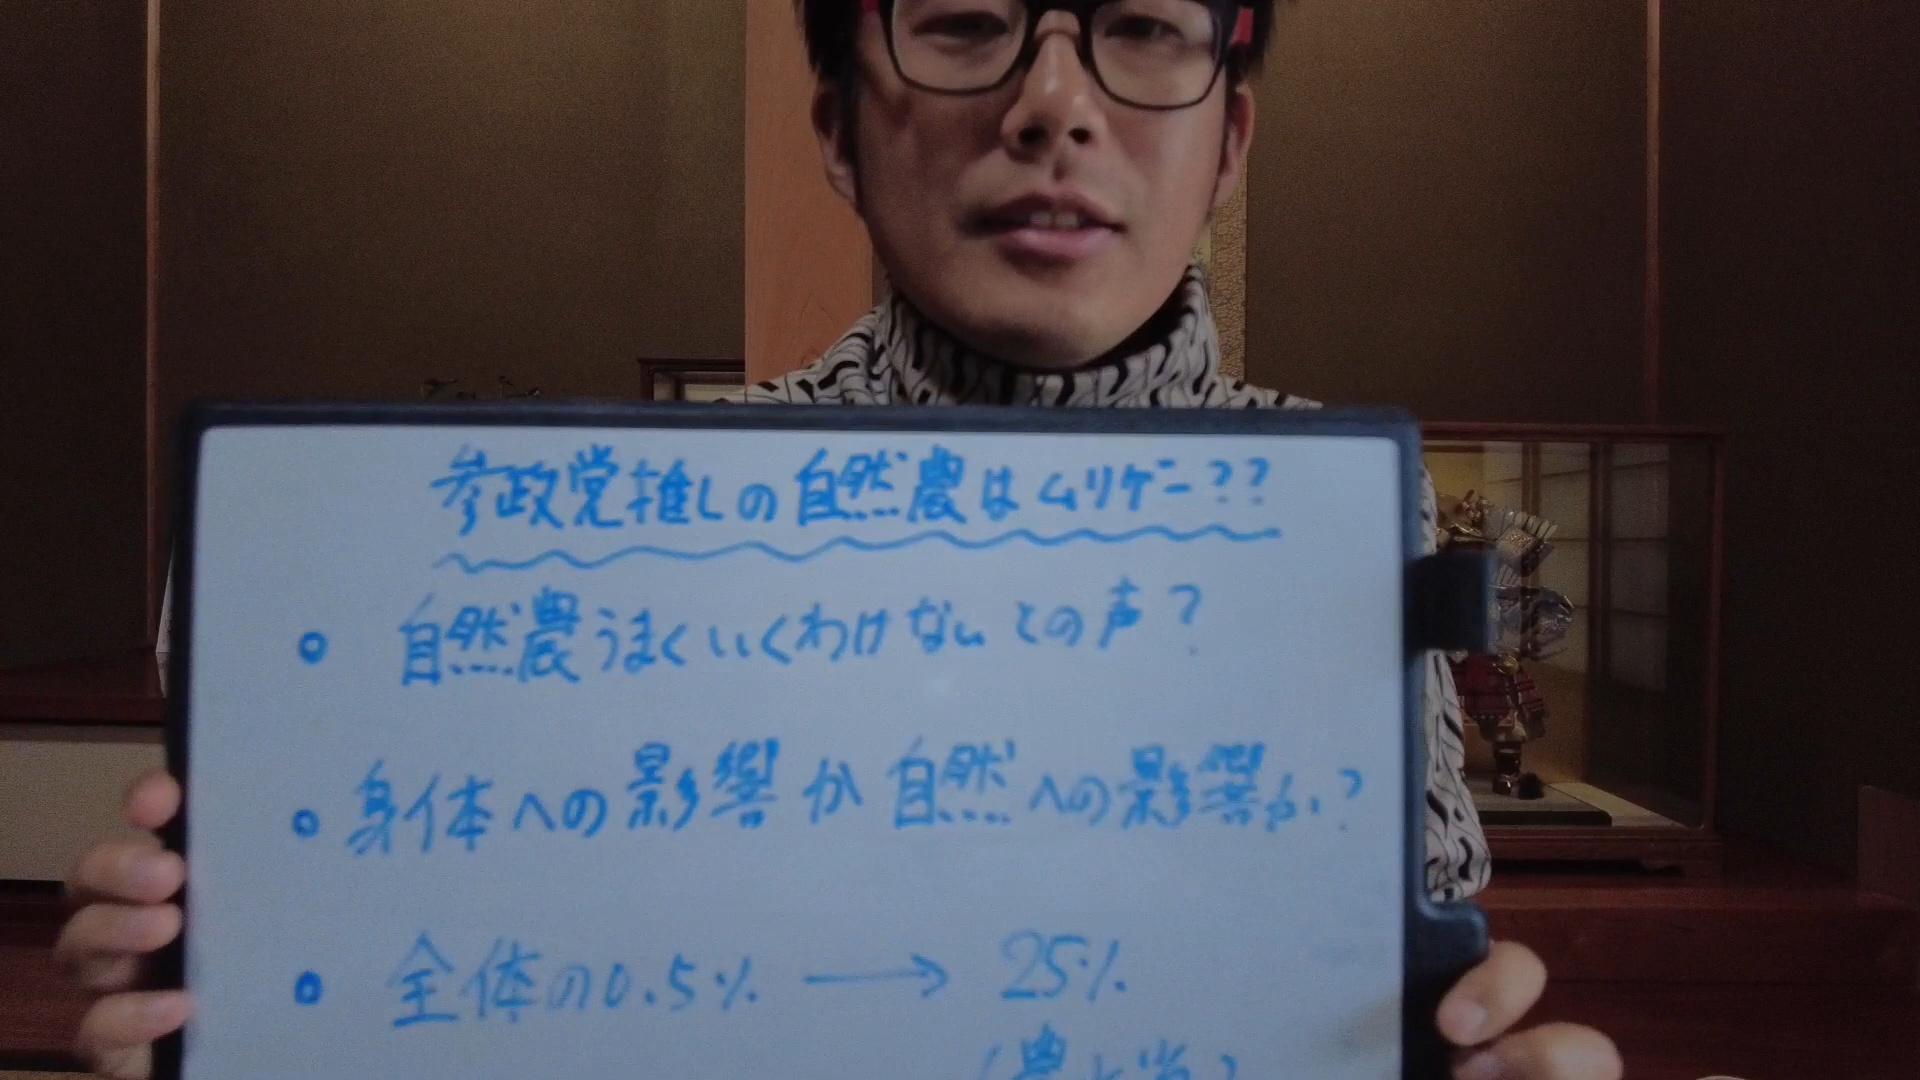 参政党推しの自然農はムリゲー??
自然農うまくいくわけないとの声?
身体への影響か自然への影響か?
全体の0.5% → 25%